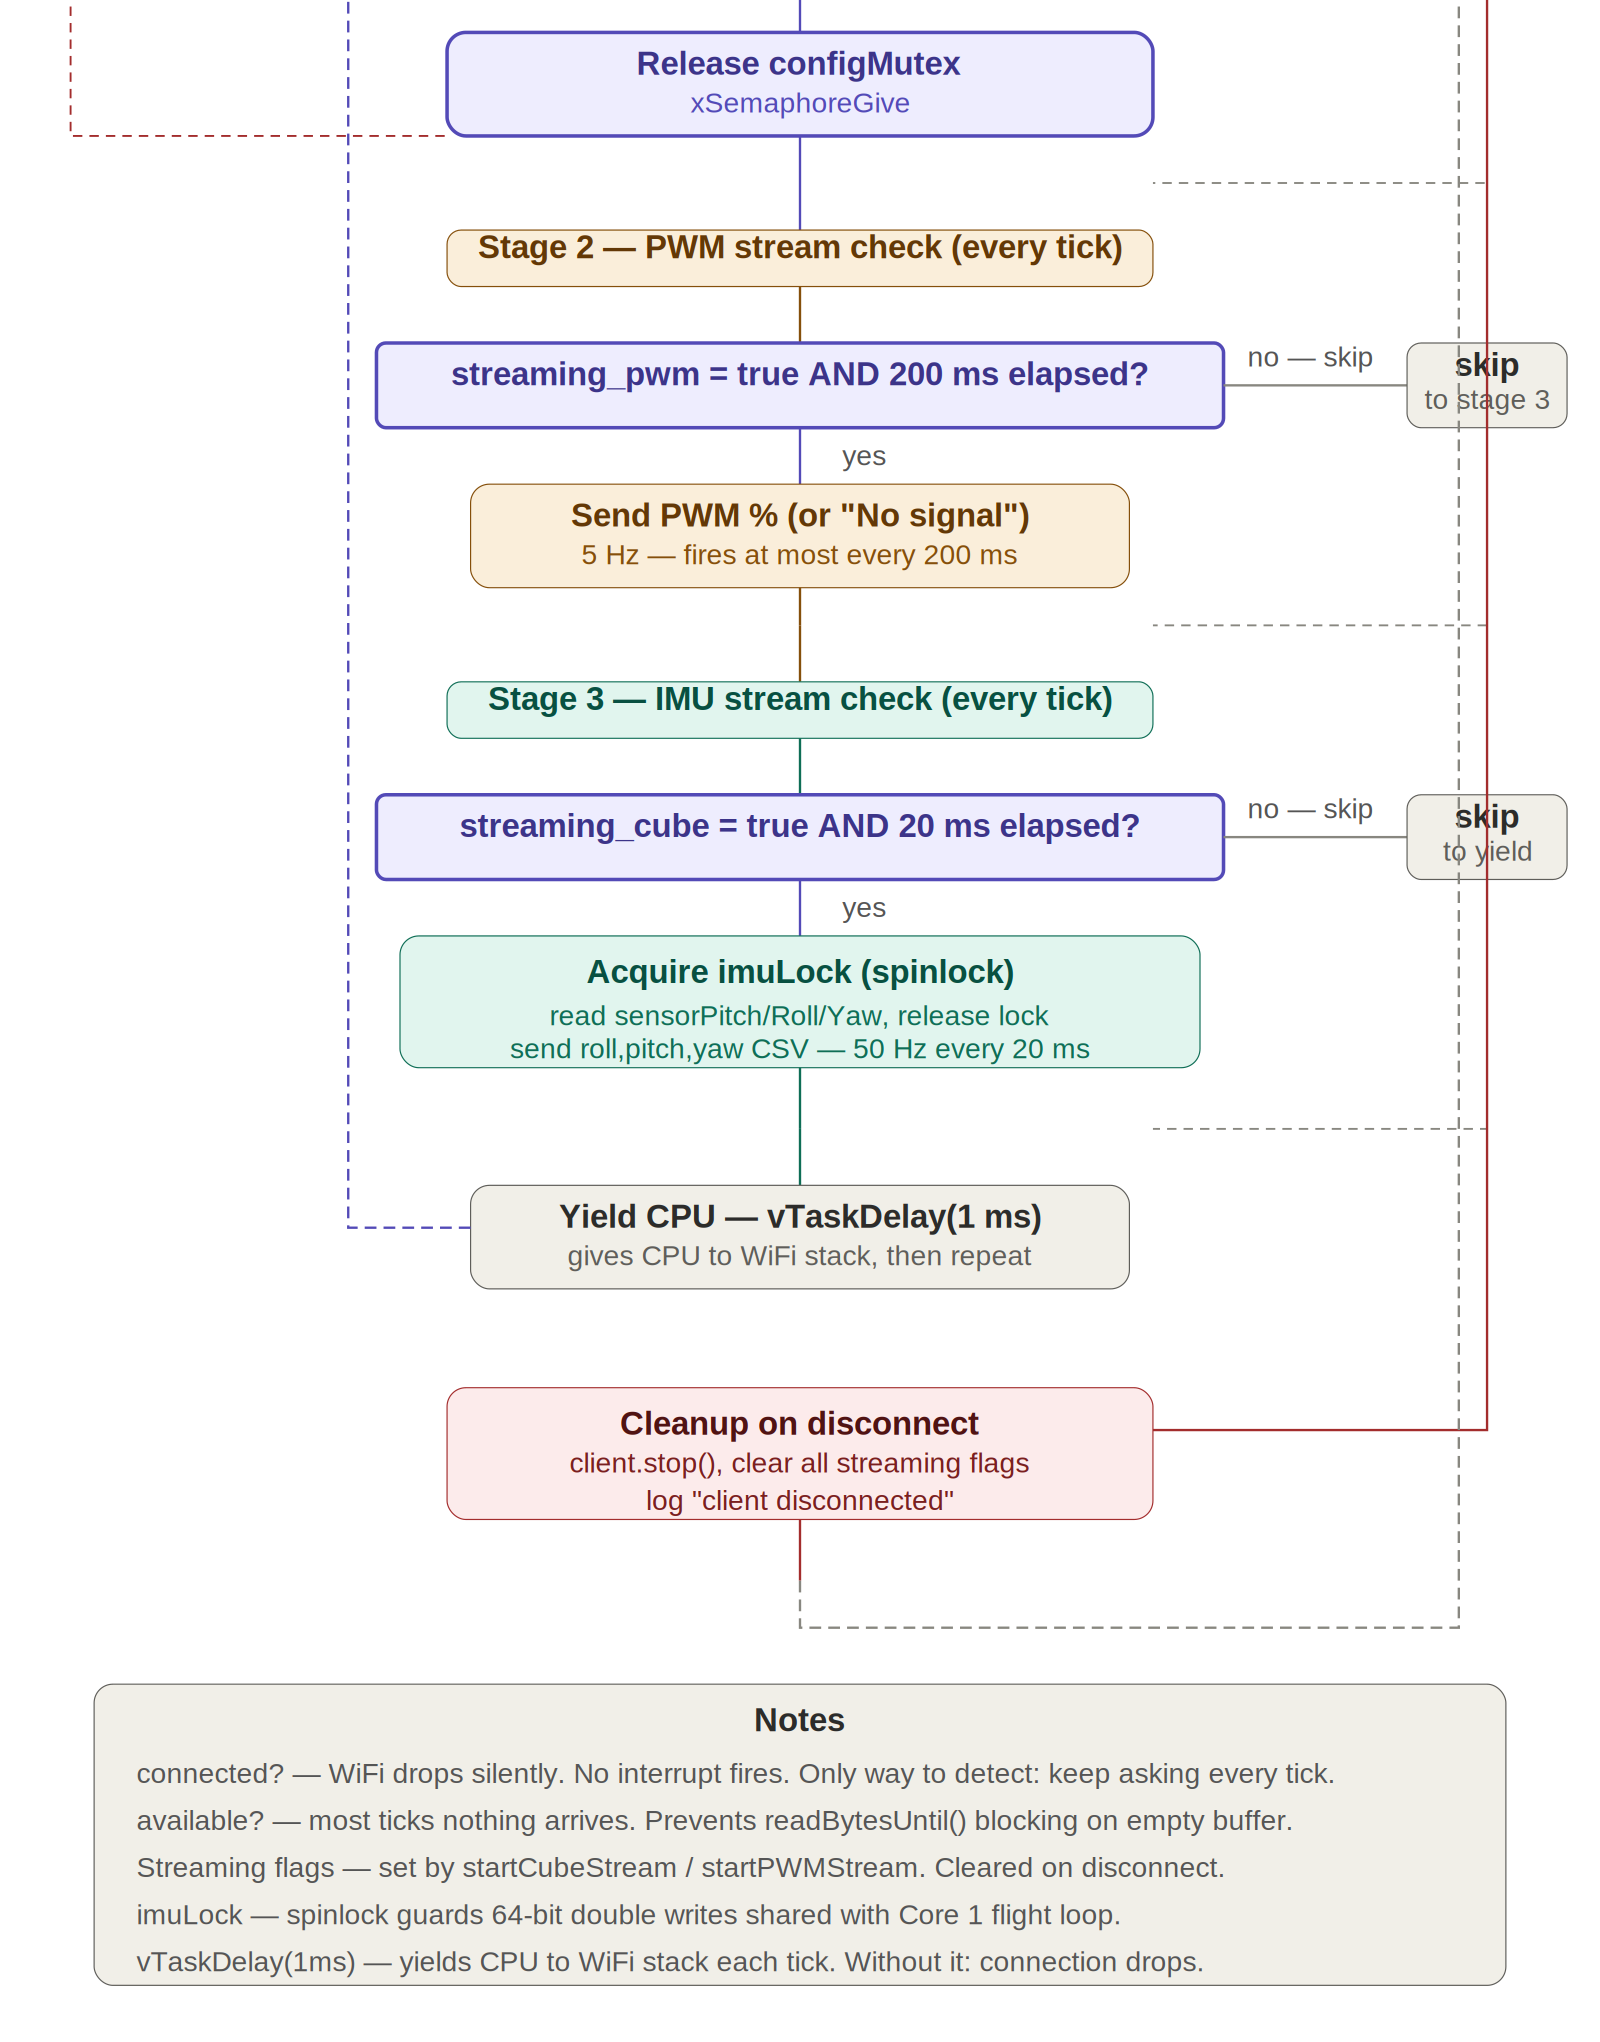 Release configMutex
xSemaphoreGive
Stage 2 — PWM stream check (every tick)
streaming_pwm = true AND 200 ms elapsed?
no — skip
skip
to stage 3
yes
Send PWM % (or "No signal")
5 Hz — fires at most every 200 ms
Stage 3 — IMU stream check (every tick)
streaming_cube = true AND 20 ms elapsed?
no — skip
skip
to yield
yes
Acquire imuLock (spinlock)
read sensorPitch/Roll/Yaw, release lock
send roll,pitch,yaw CSV — 50 Hz every 20 ms
Yield CPU — vTaskDelay(1 ms)
gives CPU to WiFi stack, then repeat
Cleanup on disconnect
client.stop(), clear all streaming flags
log "client disconnected"
Notes
connected? — WiFi drops silently. No interrupt fires. Only way to detect: keep asking every tick.
available? — most ticks nothing arrives. Prevents readBytesUntil() blocking on empty buffer.
Streaming flags — set by startCubeStream / startPWMStream. Cleared on disconnect.
imuLock — spinlock guards 64-bit double writes shared with Core 1 flight loop.
vTaskDelay(1ms) — yields CPU to WiFi stack each tick. Without it: connection drops.